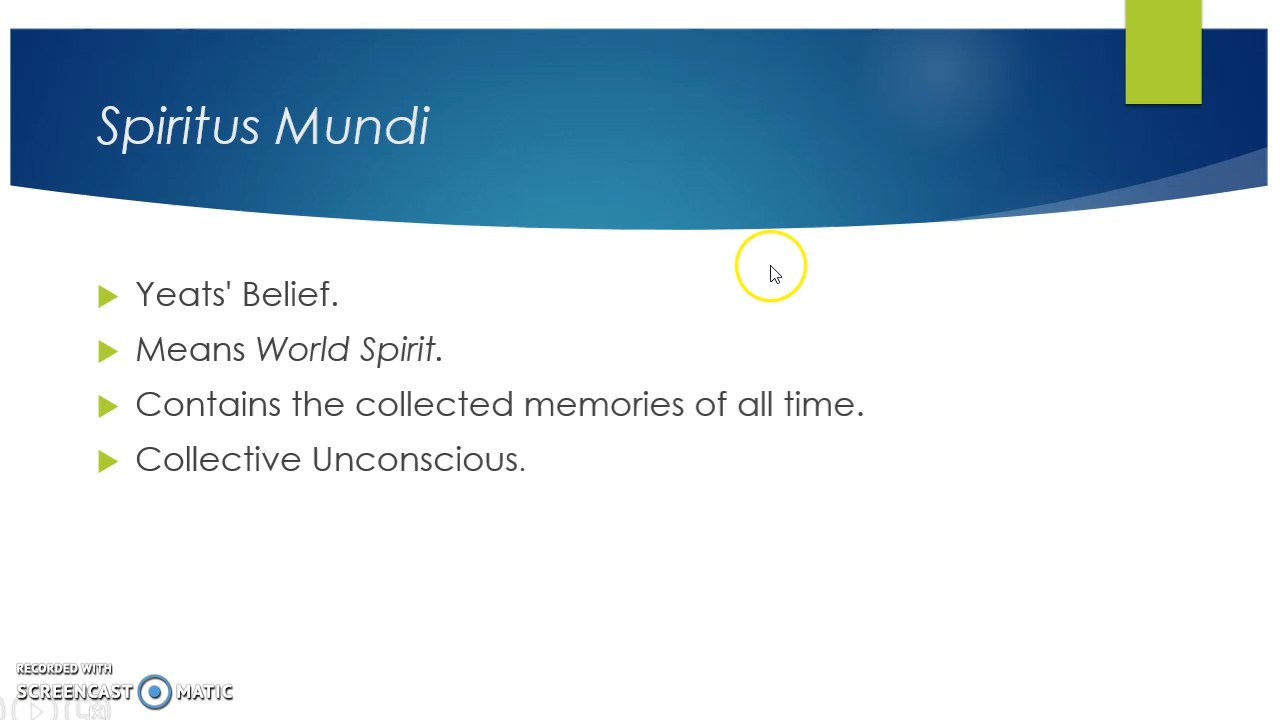 Spiritus Mundi
Yeats' Belief.
Means World Spirit.
Contains the collected memories of all time.
Collective Unconscious.
RECORDED WITH
SCREENCAST MATIC